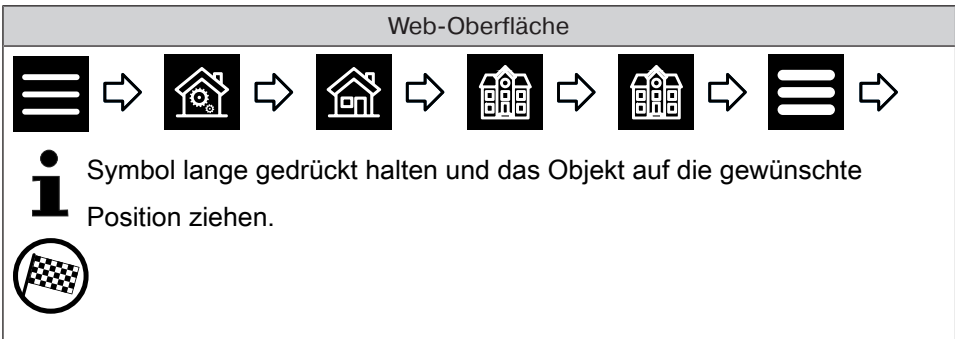 Web-Oberfläche
Symbol lange gedrückt halten und das Objekt auf die gewünschte
Position ziehen.